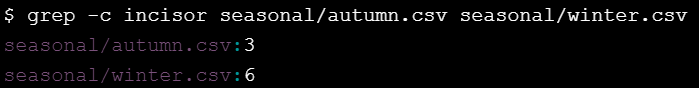 $ grep -c incisor seasonal/autumn.csv seasonal/winter.csv
seasonal/autumn.csv:3
seasonal/winter.csv:6